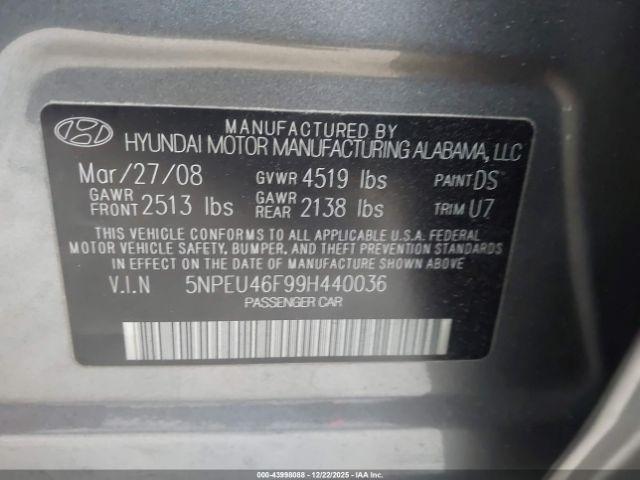 MANUFACTURED BY
HYUNDAI MOTOR MANUFACTURING ALABAMA, LLC
Mar/27/08 GVWR 4519 lbs PAINT DS
GAWR FRONT 2513 lbs GAWR REAR 2138 lbs TRIM U7
THIS VEHICLE CONFORMS TO ALL APPLICABLE U.S.A. FEDERAL
MOTOR VEHICLE SAFETY, BUMPER, AND THEFT PREVENTION STANDARDS
IN EFFECT ON THE DATE OF MANUFACTURE SHOWN ABOVE
V.I.N 5NPEU46F99H440036
PASSENGER CAR
000-43998088 - 12/22/2025 - © IAA Holdings, LLC